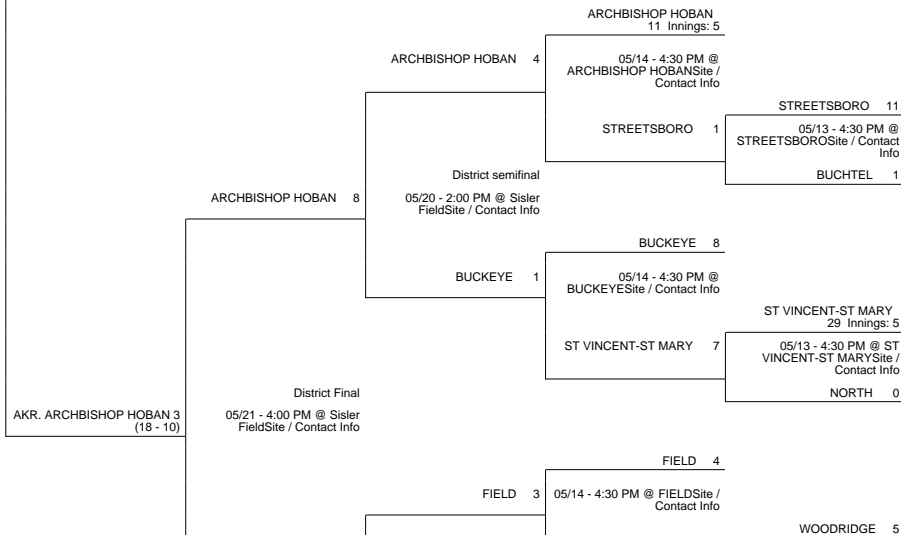 ARCHBISHOP HOBAN
11 Innings: 5
ARCHBISHOP HOBAN 4
05/14 - 4:30 PM @
ARCHBISHOP HOBANSite /
Contact Info
STREETSBORO 11
STREETSBORO 1
05/13 - 4:30 PM @
STREETSBOROSite / Contact
Info
BUCHTEL 1
District semifinal
ARCHBISHOP HOBAN 8
05/20 - 2:00 PM @ Sisler
FieldSite / Contact Info
BUCKEYE 8
BUCKEYE 1
05/14 - 4:30 PM @
BUCKEYESite / Contact Info
ST VINCENT-ST MARY
29 Innings: 5
ST VINCENT-ST MARY 7
05/13 - 4:30 PM @ ST
VINCENT-ST MARYSite /
Contact Info
NORTH 0
District Final
AKR. ARCHBISHOP HOBAN 3
(18 - 10)
05/21 - 4:00 PM @ Sisler
FieldSite / Contact Info
FIELD 4
FIELD 3
05/14 - 4:30 PM @ FIELDSite /
Contact Info
WOODRIDGE 5